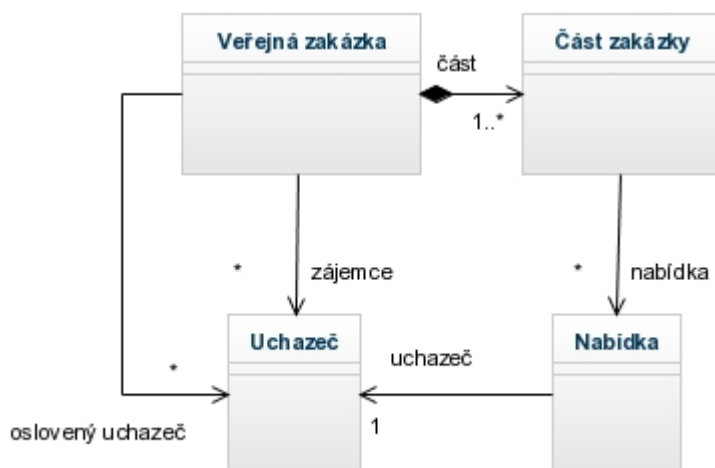 Veřejná zakázka
Část zakázky
část
1..*
*
zájemce
*
nabídka
Uchazeč
Nabídka
uchazeč
*
oslovený uchazeč
1